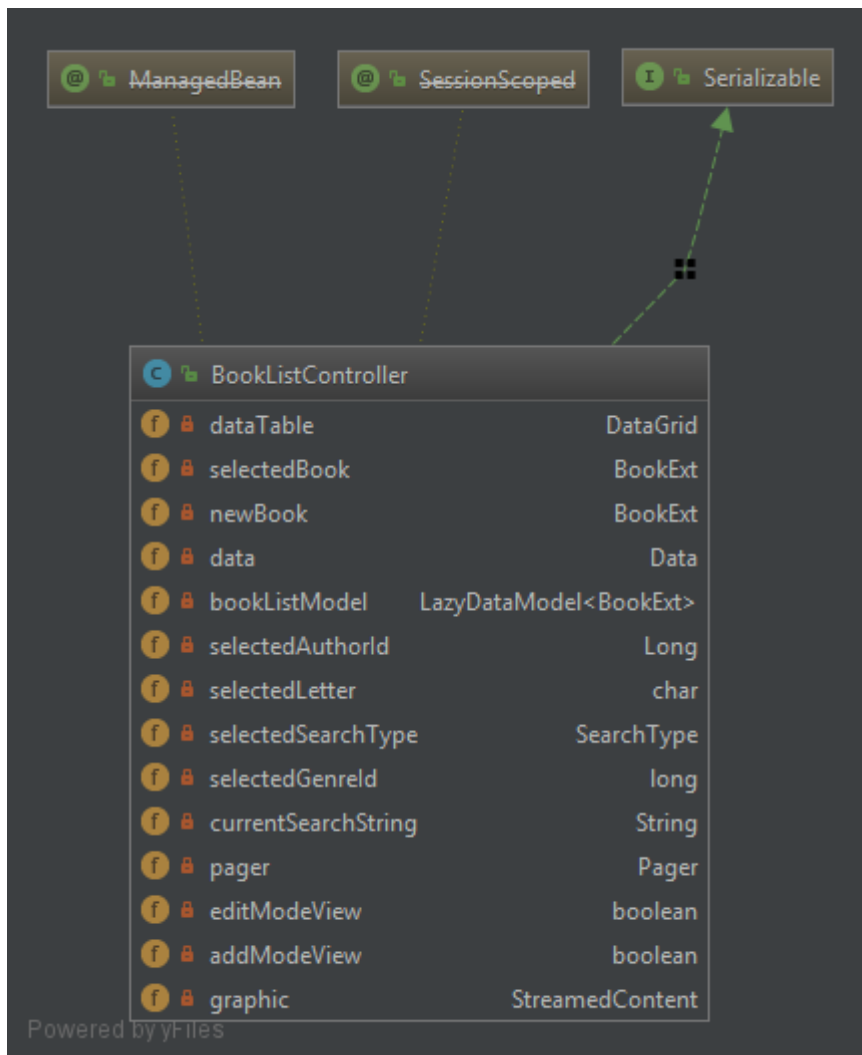 @ ManagedBean
@ SessionScoped
I Serializable
C BookListController
f dataTable DataGrid
f selectedBook BookExt
f newBook BookExt
f data Data
f bookListModel LazyDataModel<BookExt>
f selectedAuthorId Long
f selectedLetter char
f selectedSearchType SearchType
f selectedGenreId long
f currentSearchString String
f pager Pager
f editModeView boolean
f addModeView boolean
f graphic StreamedContent
Powered by yFiles